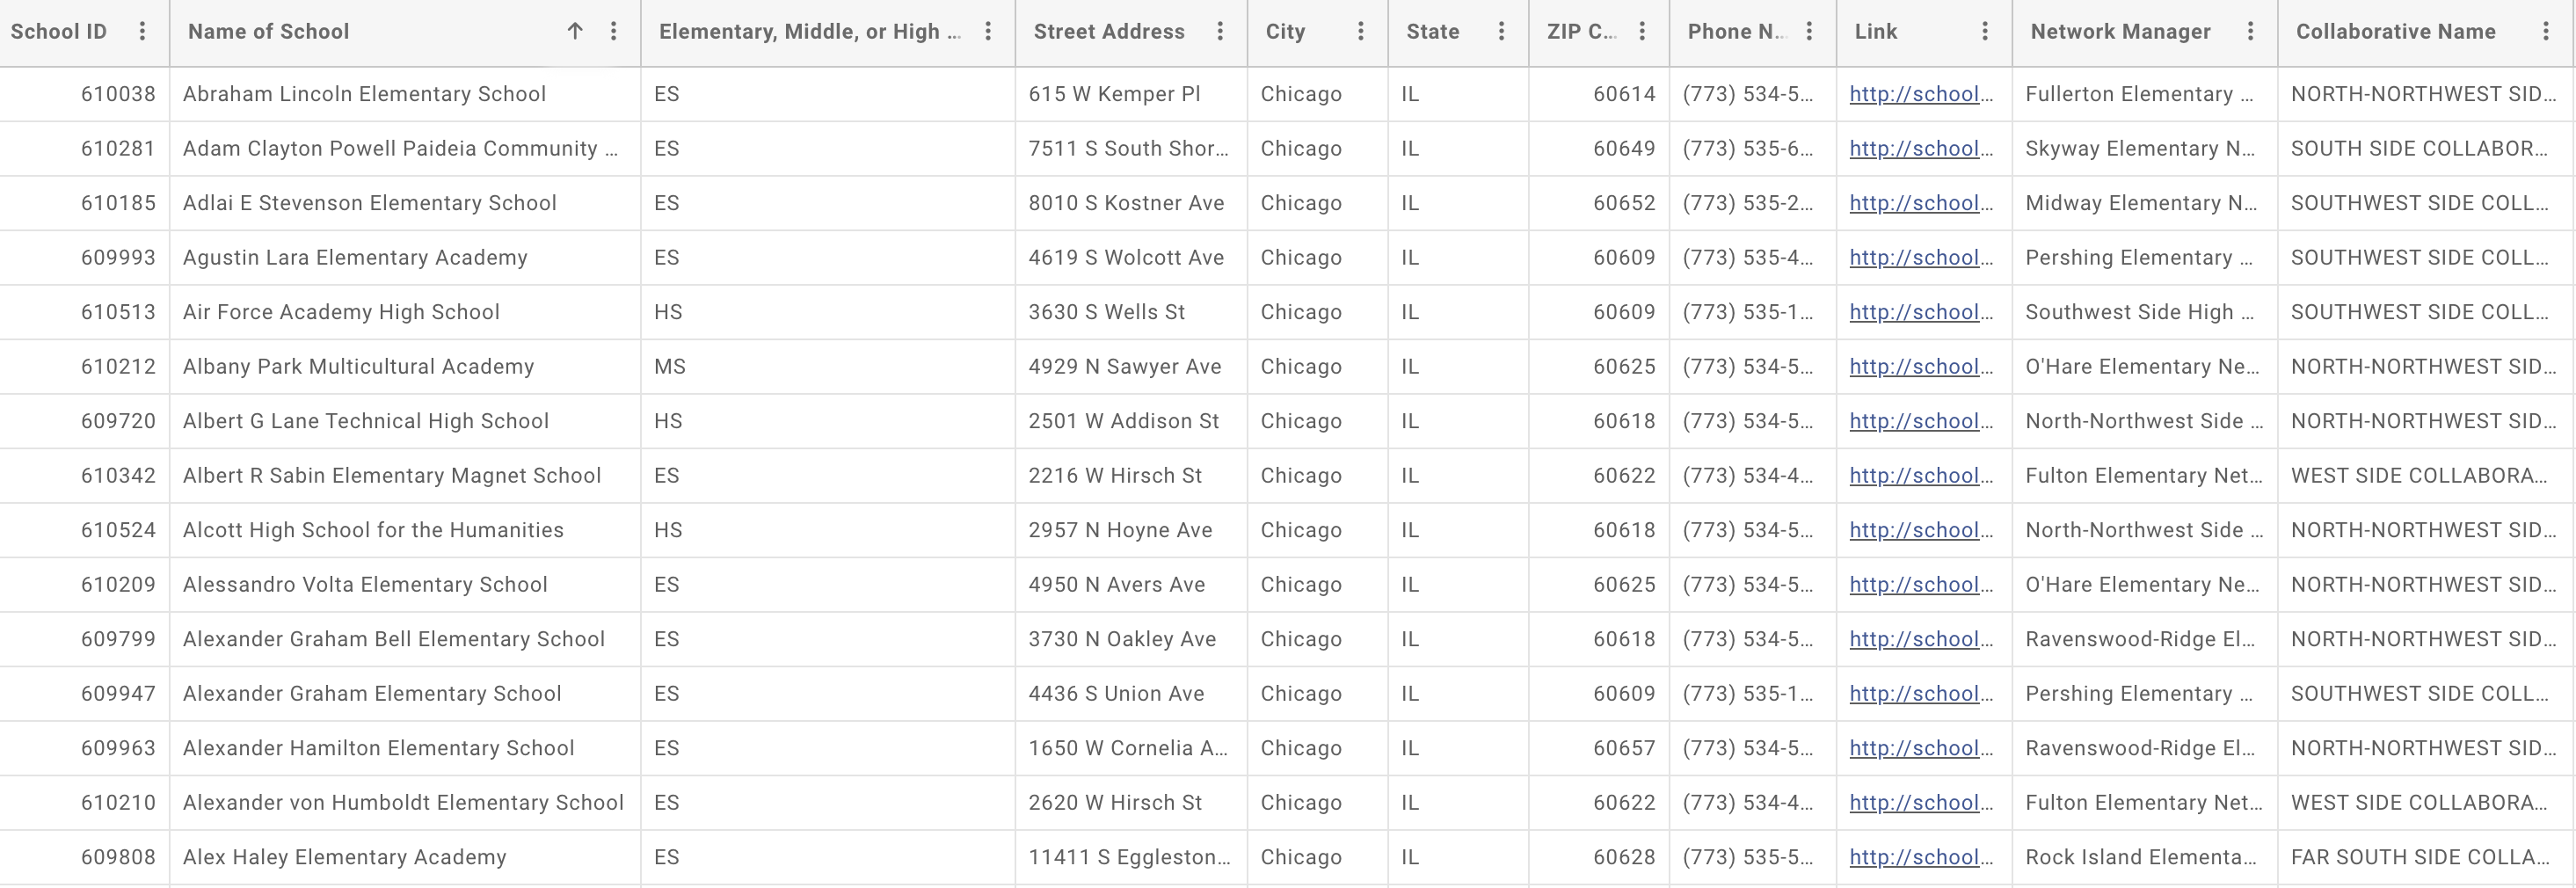 School ID Name of School Elementary, Middle, or High ... Street Address City State ZIP C... Phone N... Link Network Manager Collaborative Name
610038 Abraham Lincoln Elementary School ES 615 W Kemper Pl Chicago IL 60614 (773) 534-5... http://school... Fullerton Elementary ... NORTH-NORTHWEST SID...
610281 Adam Clayton Powell Paideia Community ... ES 7511 S South Shor... Chicago IL 60649 (773) 535-6... http://school... Skyway Elementary N... SOUTH SIDE COLLABOR...
610185 Adlai E Stevenson Elementary School ES 8010 S Kostner Ave Chicago IL 60652 (773) 535-2... http://school... Midway Elementary N... SOUTHWEST SIDE COLL...
609993 Agustin Lara Elementary Academy ES 4619 S Wolcott Ave Chicago IL 60609 (773) 535-4... http://school... Pershing Elementary ... SOUTHWEST SIDE COLL...
610513 Air Force Academy High School HS 3630 S Wells St Chicago IL 60609 (773) 535-1... http://school... Southwest Side High ... SOUTHWEST SIDE COLL...
610212 Albany Park Multicultural Academy MS 4929 N Sawyer Ave Chicago IL 60625 (773) 534-5... http://school... O'Hare Elementary Ne... NORTH-NORTHWEST SID...
609720 Albert G Lane Technical High School HS 2501 W Addison St Chicago IL 60618 (773) 534-5... http://school... North-Northwest Side ... NORTH-NORTHWEST SID...
610342 Albert R Sabin Elementary Magnet School ES 2216 W Hirsch St Chicago IL 60622 (773) 534-4... http://school... Fulton Elementary Net... WEST SIDE COLLABORA...
610524 Alcott High School for the Humanities HS 2957 N Hoyne Ave Chicago IL 60618 (773) 534-5... http://school... North-Northwest Side ... NORTH-NORTHWEST SID...
610209 Alessandro Volta Elementary School ES 4950 N Avers Ave Chicago IL 60625 (773) 534-5... http://school... O'Hare Elementary Ne... NORTH-NORTHWEST SID...
609799 Alexander Graham Bell Elementary School ES 3730 N Oakley Ave Chicago IL 60618 (773) 534-5... http://school... Ravenswood-Ridge El... NORTH-NORTHWEST SID...
609947 Alexander Graham Elementary School ES 4436 S Union Ave Chicago IL 60609 (773) 535-1... http://school... Pershing Elementary ... SOUTHWEST SIDE COLL...
609963 Alexander Hamilton Elementary School ES 1650 W Cornelia A... Chicago IL 60657 (773) 534-5... http://school... Ravenswood-Ridge El... NORTH-NORTHWEST SID...
610210 Alexander von Humboldt Elementary School ES 2620 W Hirsch St Chicago IL 60622 (773) 534-4... http://school... Fulton Elementary Net... WEST SIDE COLLABORA...
609808 Alex Haley Elementary Academy ES 11411 S Eggleston... Chicago IL 60628 (773) 535-5... http://school... Rock Island Elementa... FAR SOUTH SIDE COLLA...